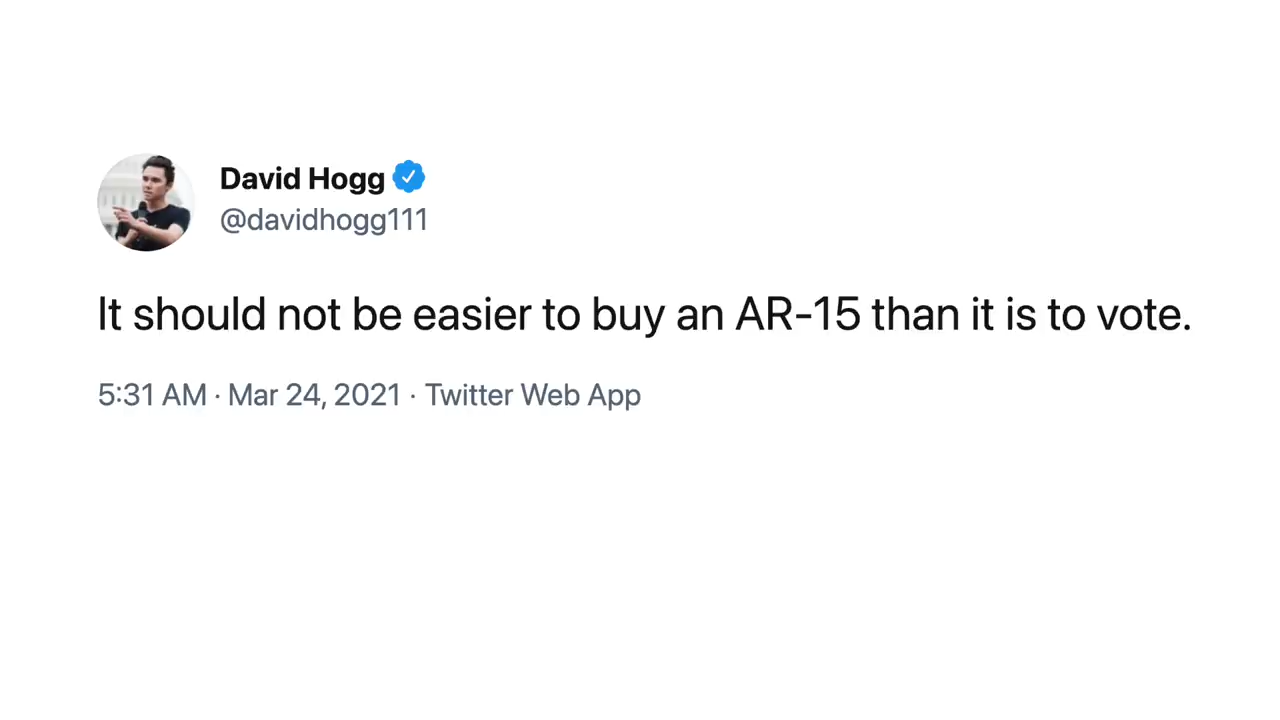 David Hogg
@davidhogg111
It should not be easier to buy an AR-15 than it is to vote.
5:31 AM · Mar 24, 2021 · Twitter Web App